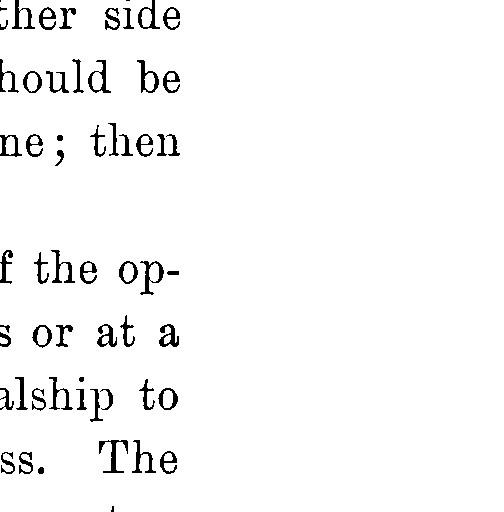 ther side
hould be
ne; then
f the op-
s or at a
alship to
ss. The